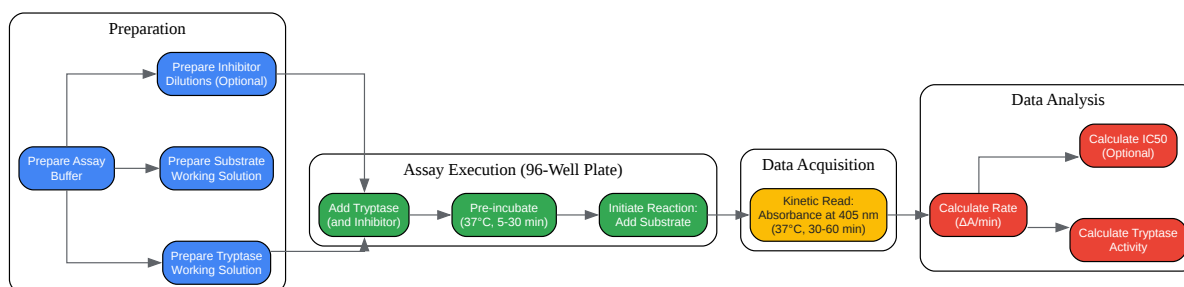 Preparation
Prepare Inhibitor
Dilutions (Optional)
Prepare Assay
Buffer
Prepare Substrate
Working Solution
Prepare Tryptase
Working Solution
Assay Execution (96-Well Plate)
Add Tryptase
(and Inhibitor)
Pre-incubate
(37°C, 5-30 min)
Initiate Reaction:
Add Substrate
Data Acquisition
Kinetic Read:
Absorbance at 405 nm
(37°C, 30-60 min)
Data Analysis
Calculate IC50
(Optional)
Calculate Rate
(ΔA/min)
Calculate Tryptase
Activity